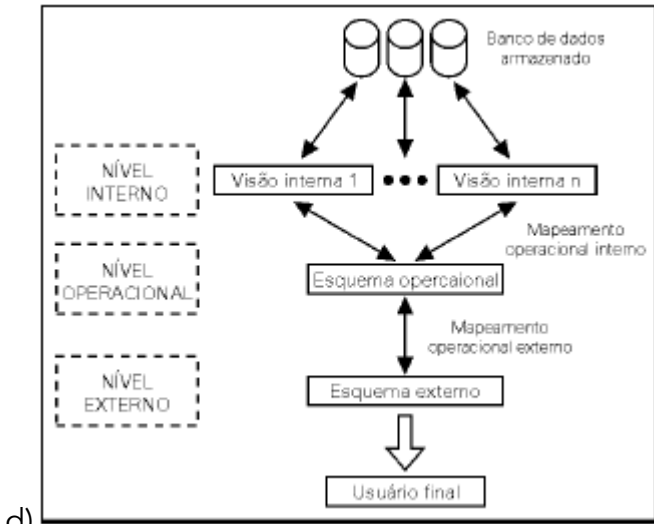 Banco de dados
armazenado
NÍVEL
INTERNO
Visão interna 1
Visão interna n
Mapeamento
operacional interno
NÍVEL
OPERACIONAL
Esquema opercaional
Mapeamento
operacional externo
NÍVEL
EXTERNO
Esquema externo
Usuário final
d)